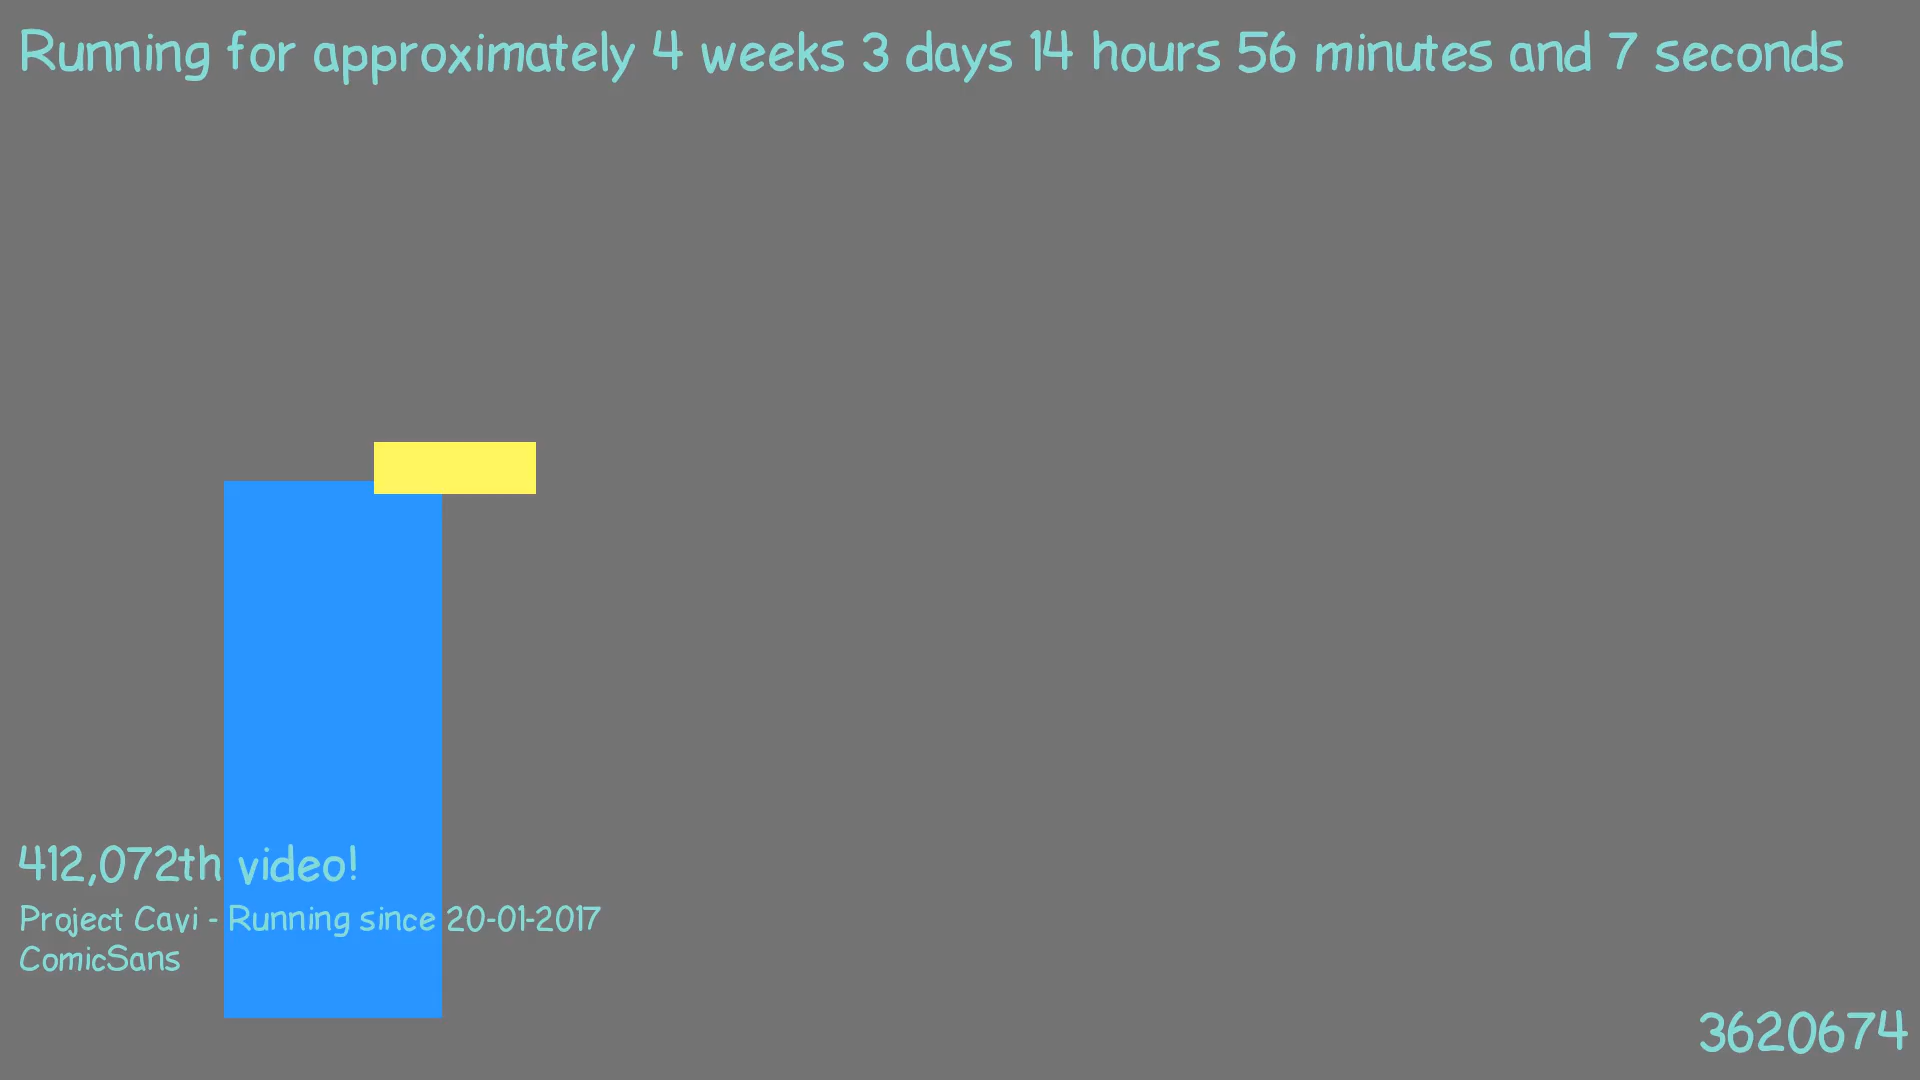 Running for approximately 4 weeks 3 days 14 hours 56 minutes and 7 seconds
412,072th video!
Project Cavi - Running since 20-01-2017
ComicSans
3620674